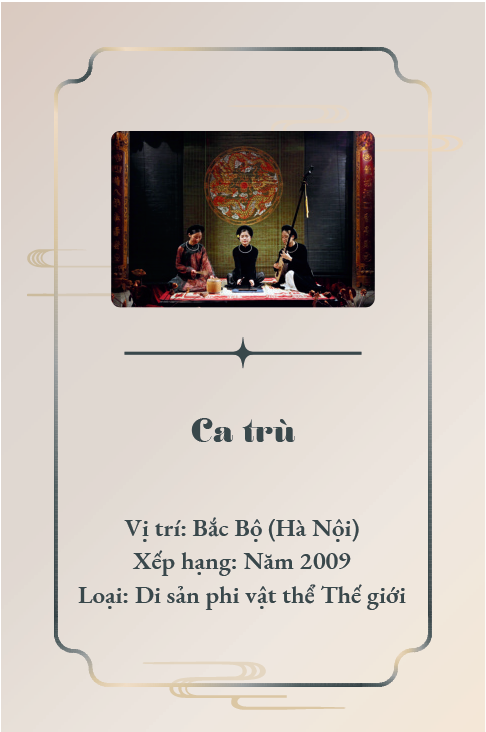 Ca trù
Vị trí: Bắc Bộ (Hà Nội)
Xếp hạng: Năm 2009
Loại: Di sản phi vật thể Thế giới